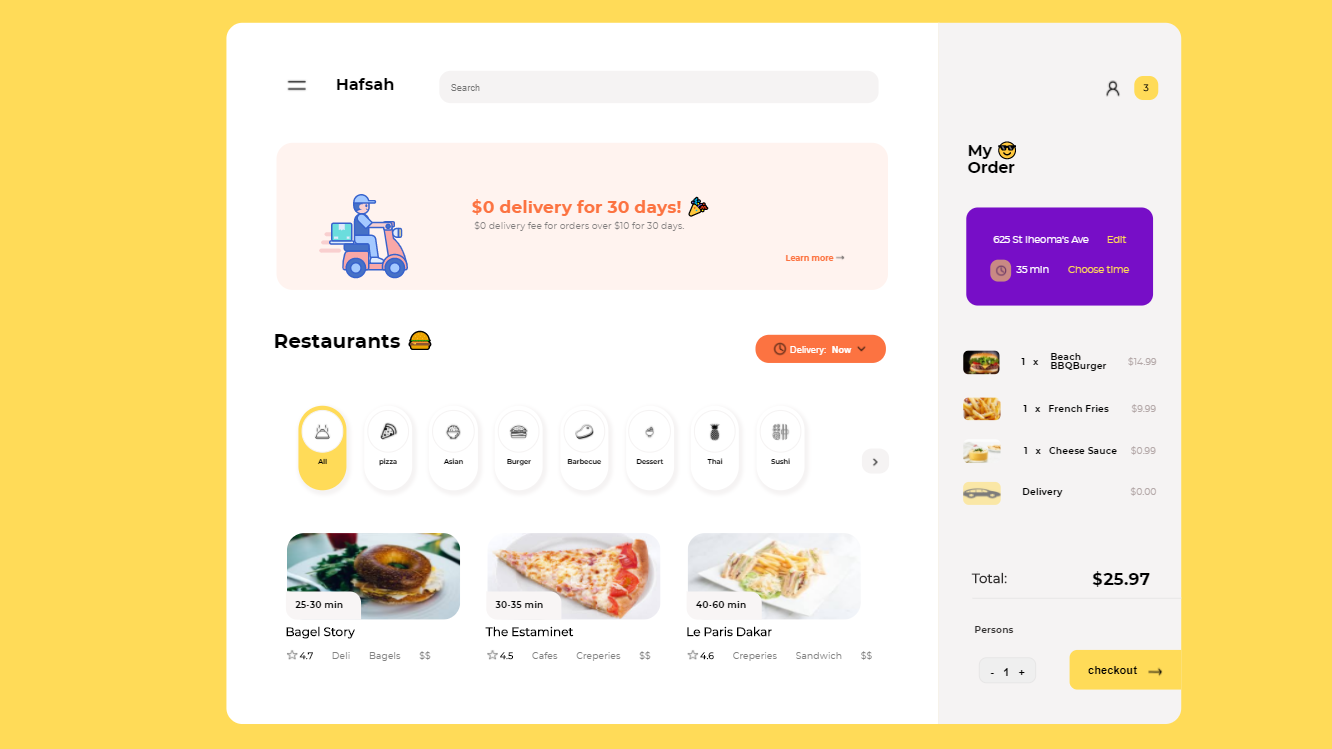 Hafsah
Search
3
My 😎
Order
$0 delivery for 30 days! 🎉
$0 delivery fee for orders over $10 for 30 days.
Learn more →
625 St Iheoma's Ave Edit
35 min Choose time
Restaurants 🍔
Delivery: Now
All
pizza
Asian
Burger
Barbecue
Dessert
Thai
Sushi
1 x Beach
BBQBurger $14.99
1 x French Fries $9.99
1 x Cheese Sauce $0.99
Delivery $0.00
25-30 min
Bagel Story
4.7 Deli Bagels $$
30-35 min
The Estaminet
4.5 Cafes Creperies $$
40-60 min
Le Paris Dakar
4.6 Creperies Sandwich $$
Total: $25.97
Persons
- 1 +
checkout →